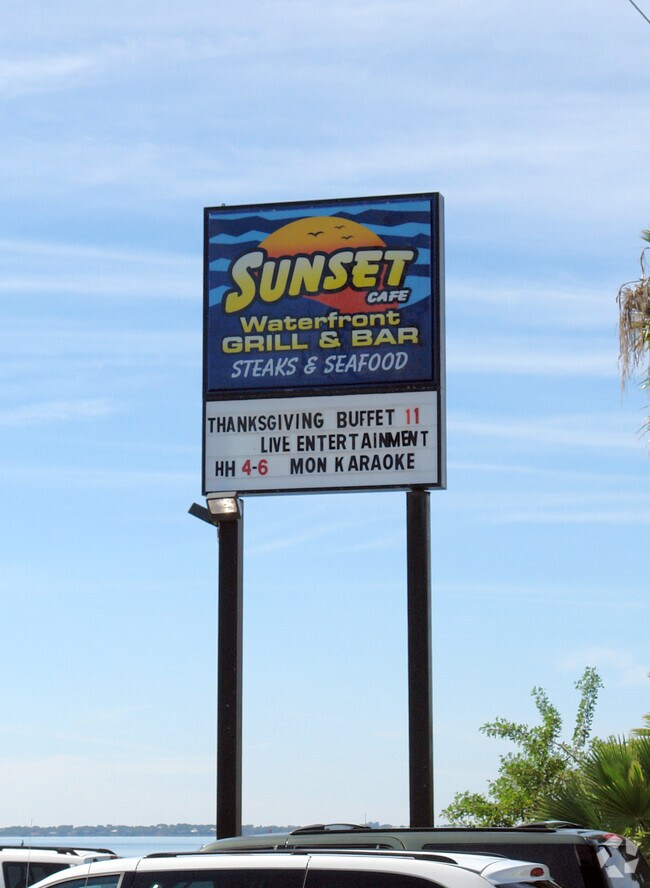 SUNSET
CAFE
Waterfront
GRILL & BAR
STEAKS & SEAFOOD
THANKSGIVING BUFFET 11
LIVE ENTERTAINMENT
HH 4-6 MON KARAOKE